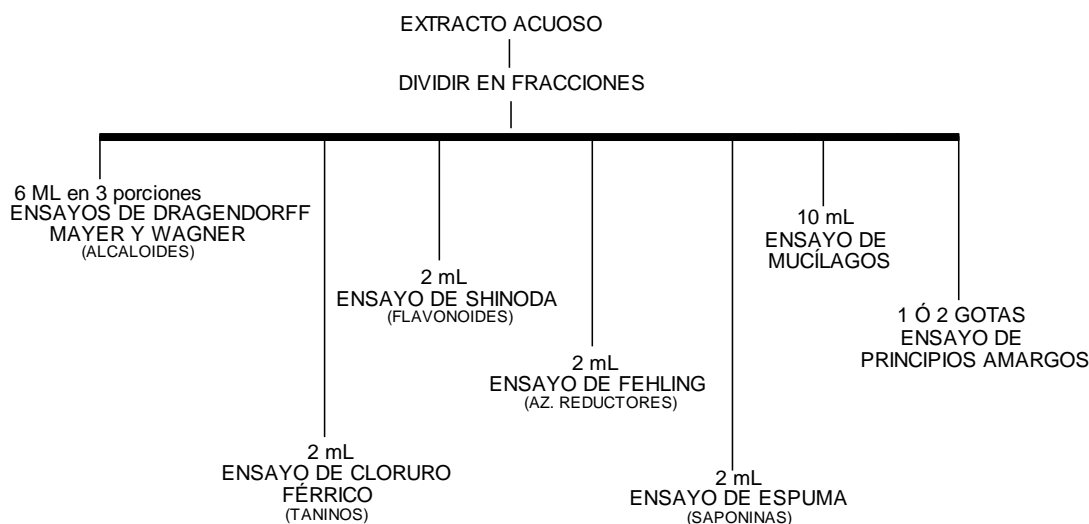 EXTRACTO ACUOSO
DIVIDIR EN FRACCIONES
6 ML en 3 porciones
ENSAYOS DE DRAGENDORFF
MAYER Y WAGNER
(ALCALOIDES)
2 mL
ENSAYO DE CLORURO
FÉRRICO
(TANINOS)
2 mL
ENSAYO DE SHINODA
(FLAVONOIDES)
2 mL
ENSAYO DE FEHLING
(AZ. REDUCTORES)
2 mL
ENSAYO DE ESPUMA
(SAPONINAS)
10 mL
ENSAYO DE
MUCÍLAGOS
1 Ó 2 GOTAS
ENSAYO DE
PRINCIPIOS AMARGOS